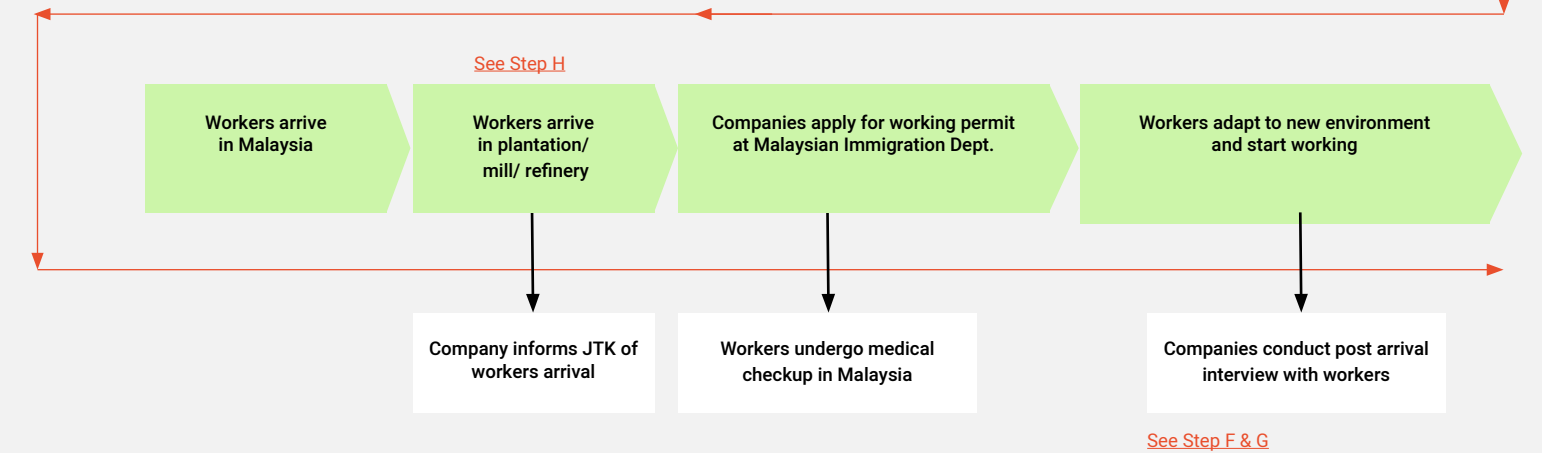 See Step H
Workers arrive
in Malaysia
Workers arrive
in plantation/
mill/ refinery
Companies apply for working permit
at Malaysian Immigration Dept.
Workers adapt to new environment
and start working
Company informs JTK of
workers arrival
Workers undergo medical
checkup in Malaysia
Companies conduct post arrival
interview with workers
See Step F & G